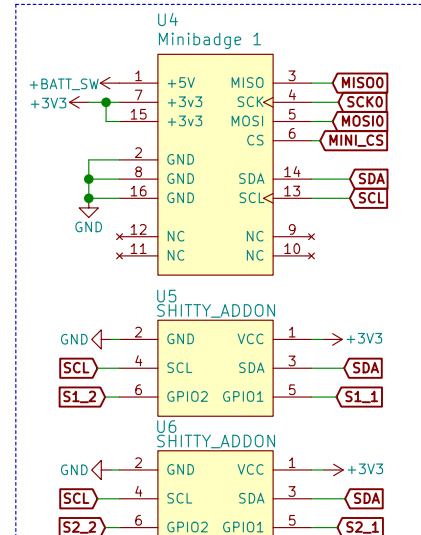 U4
Minibadge 1
+BATT_SW 1 +5V MISO 3 MISO0
+3V3 7 +3v3 SCK 4 SCK0
15 +3v3 MOSI 5 MOSI0
CS 6 MINI_CS
2 GND
8 GND SDA 14 SDA
16 GND SCL 13 SCL
GND
12 NC NC 9
11 NC NC 10
U5
SHITTY_ADDON
GND 2 GND VCC 1 +3V3
SCL 4 SCL SDA 3 SDA
S1_2 6 GPIO2 GPIO1 5 S1_1
U6
SHITTY_ADDON
GND 2 GND VCC 1 +3V3
SCL 4 SCL SDA 3 SDA
S2_2 6 GPIO2 GPIO1 5 S2_1